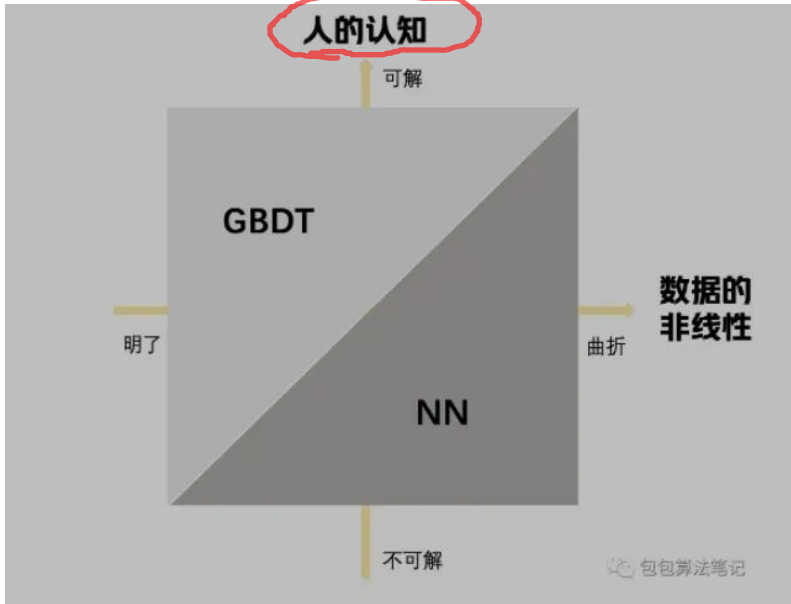 人的认知
可解
GBDT
数据的
非线性
明了
曲折
NN
不可解
包包算法笔记